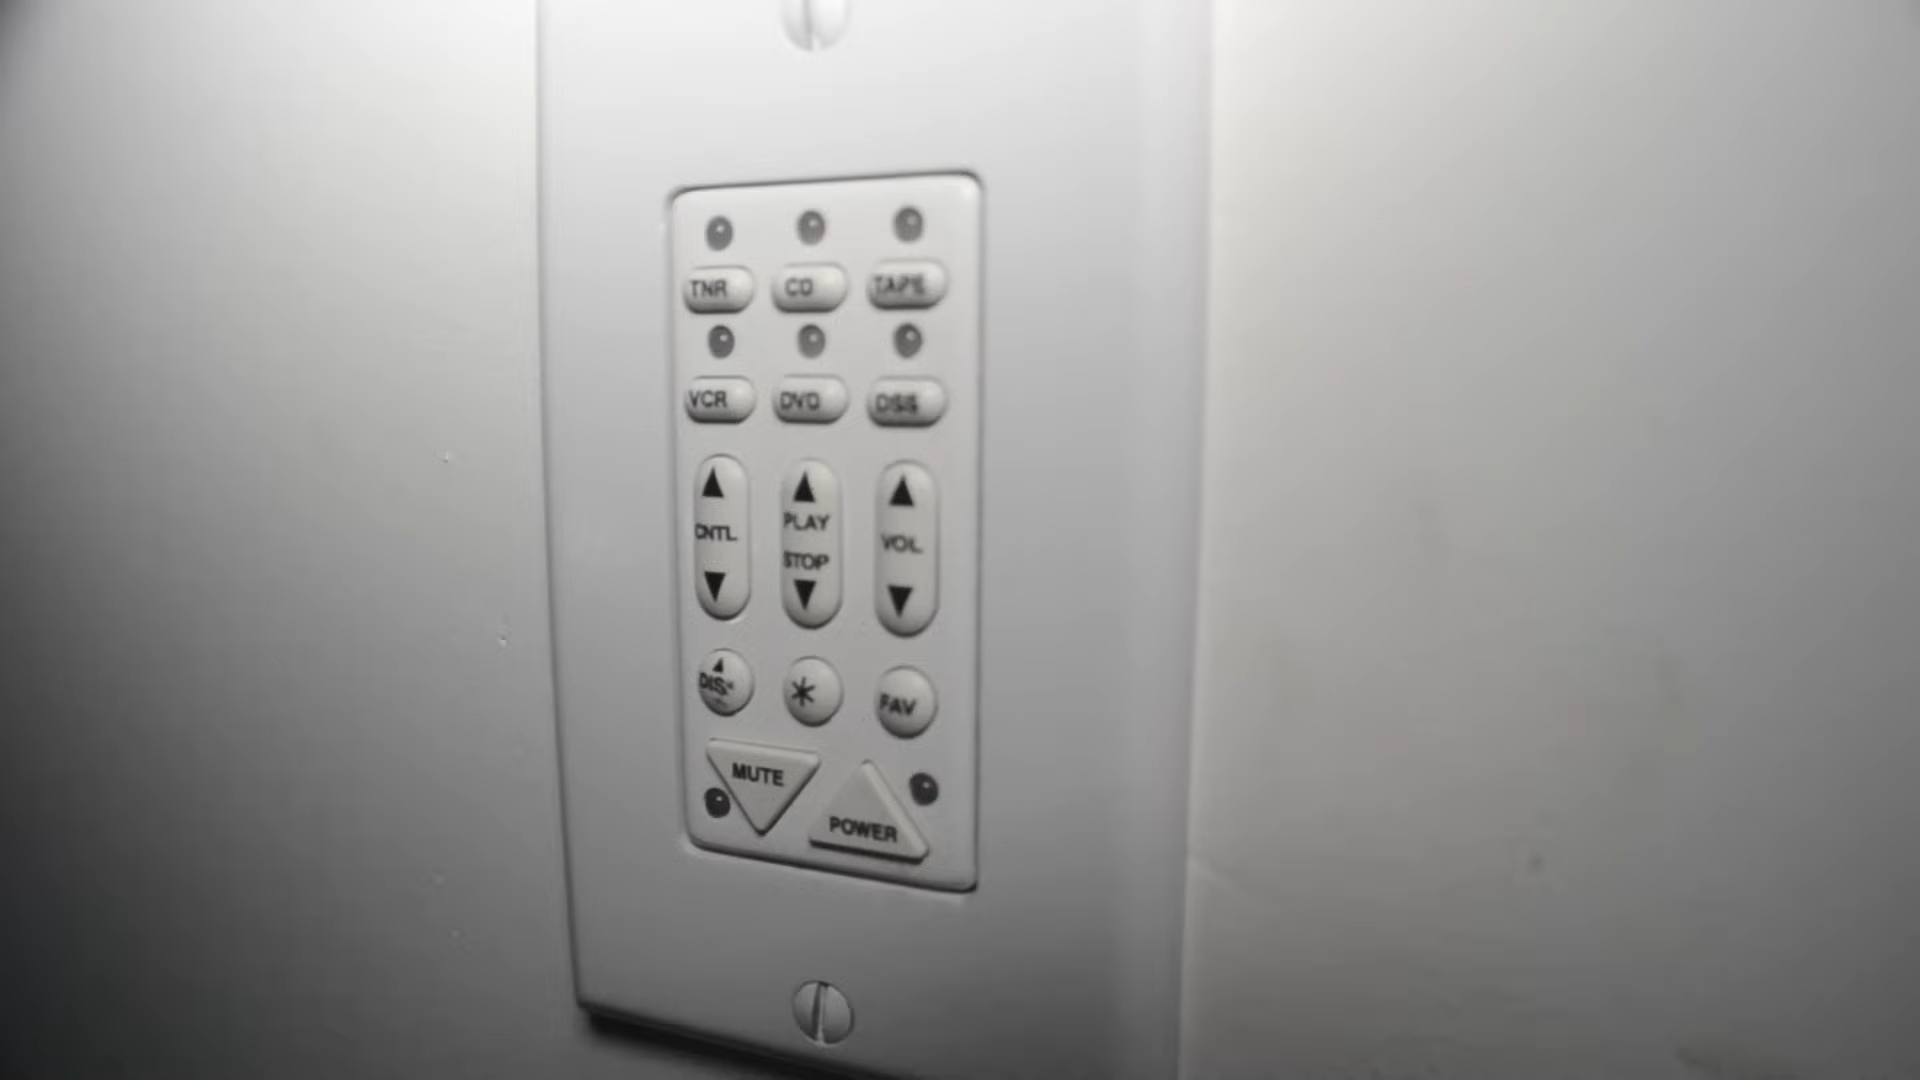 TNR CD TAPE
VCR DVD DSS
CNTL PLAY VOL
STOP
FAV
MUTE
POWER